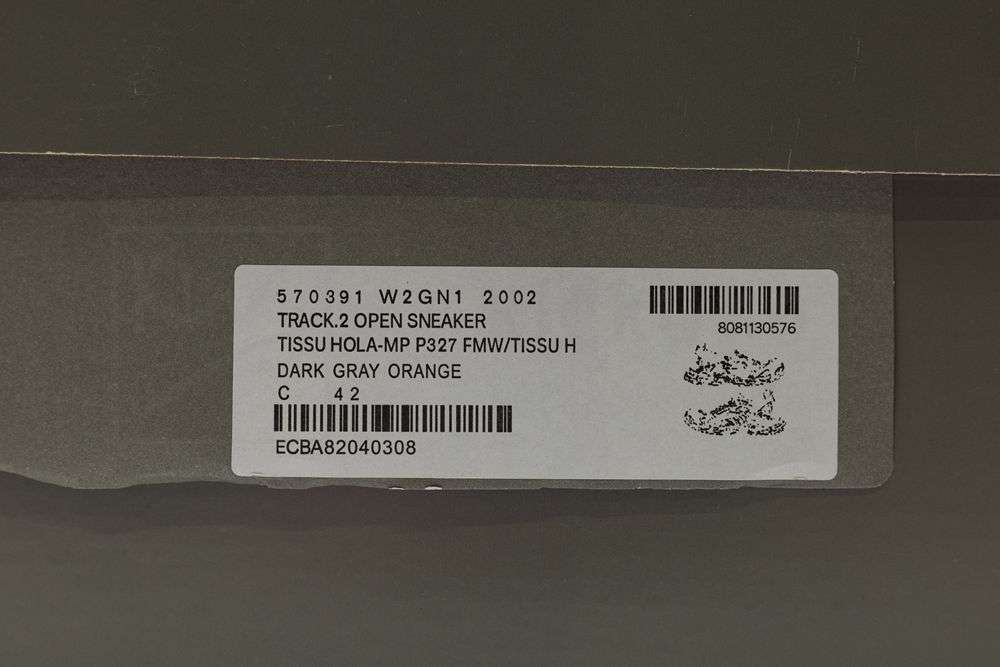 570391 W2GN1 2002
TRACK.2 OPEN SNEAKER
TISSU HOLA-MP P327 FMW/TISSU H
DARK GRAY ORANGE
C 42
ECBA82040308
8081130576